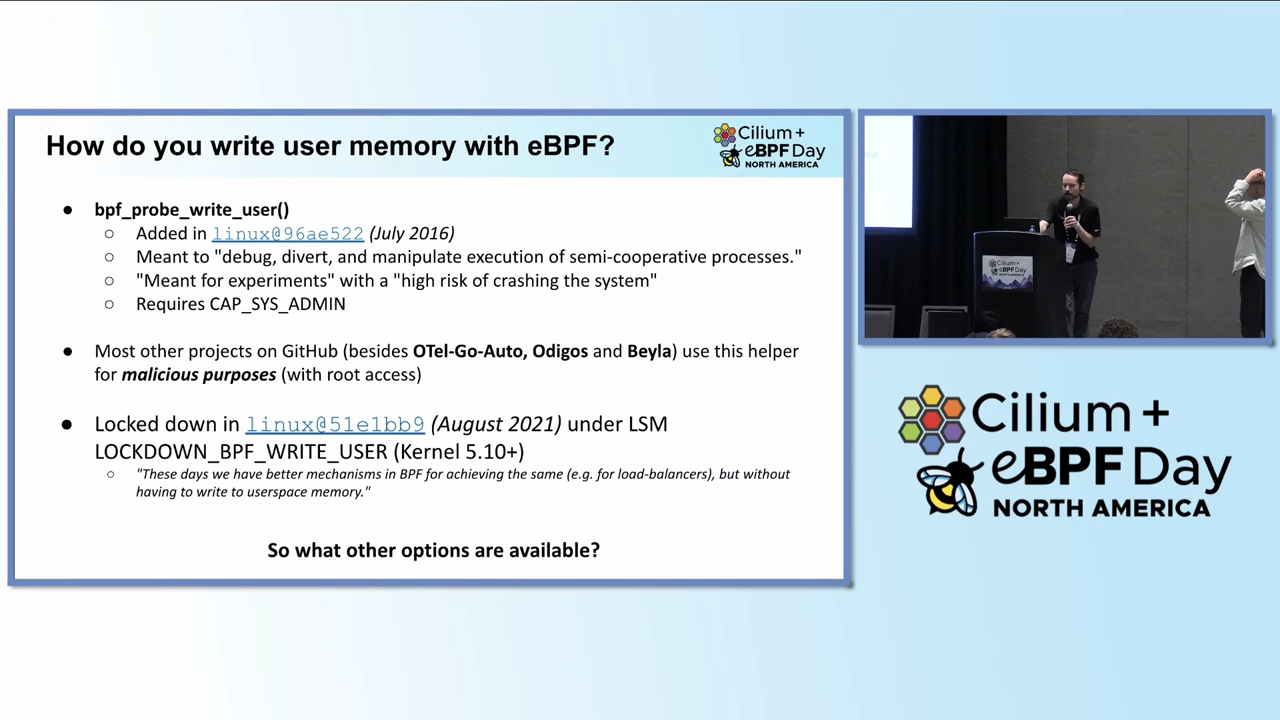 How do you write user memory with eBPF?
Cilium +
eBPF Day
NORTH AMERICA
● bpf_probe_write_user()
○ Added in linux@96ae522 (July 2016)
○ Meant to "debug, divert, and manipulate execution of semi-cooperative processes."
○ "Meant for experiments" with a "high risk of crashing the system"
○ Requires CAP_SYS_ADMIN
● Most other projects on GitHub (besides OTel-Go-Auto, Odigos and Beyla) use this helper
for malicious purposes (with root access)
● Locked down in linux@51e1bb9 (August 2021) under LSM
LOCKDOWN_BPF_WRITE_USER (Kernel 5.10+)
○ "These days we have better mechanisms in BPF for achieving the same (e.g. for load-balancers), but without
having to write to userspace memory."
So what other options are available?
Cilium +
eBPF Day
Cilium +
eBPF Day
NORTH AMERICA